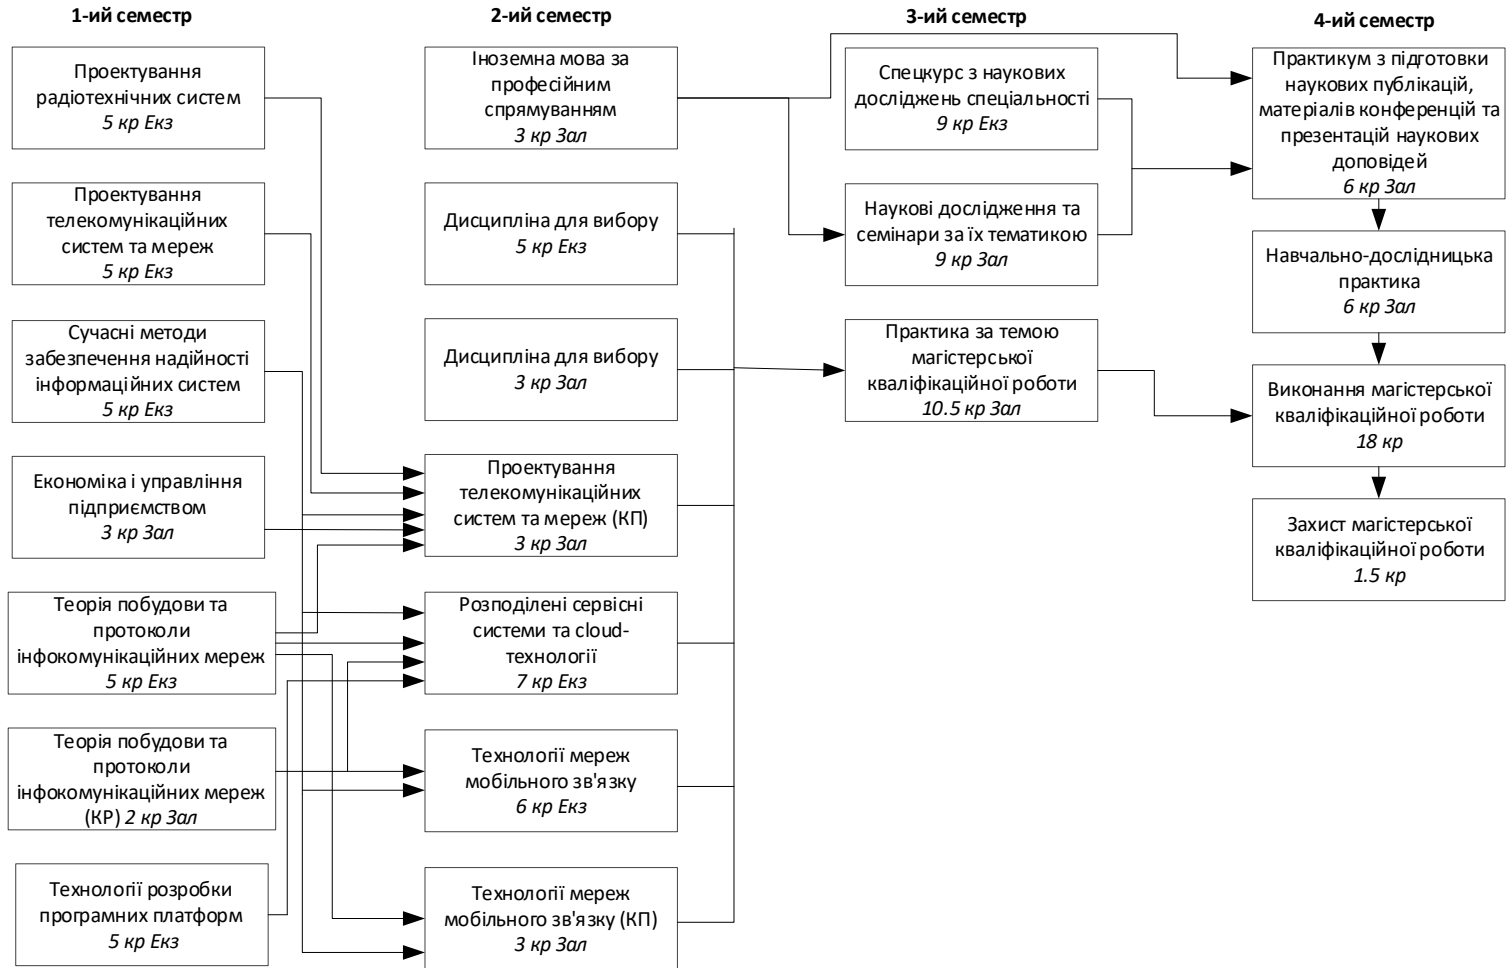 1-ий семестр
Проектування
радіотехнічних систем
5 кр Екз
Проектування
телекомунікаційних
систем та мереж
5 кр Екз
Сучасні методи
забезпечення надійності
інформаційних систем
5 кр Екз
Економіка і управління
підприємством
3 кр Зал
Теорія побудови та
протоколи
інфокомунікаційних мереж
5 кр Екз
Теорія побудови та
протоколи
інфокомунікаційних мереж
(КР) 2 кр Зал
Технології розробки
програмних платформ
5 кр Екз
2-ий семестр
Іноземна мова за
професійним
спрямуванням
3 кр Зал
Дисципліна для вибору
5 кр Екз
Дисципліна для вибору
3 кр Зал
Проектування
телекомунікаційних
систем та мереж (КП)
3 кр Зал
Розподілені сервісні
системи та cloud-
технології
7 кр Екз
Технології мереж
мобільного зв'язку
6 кр Екз
Технології мереж
мобільного зв'язку (КП)
3 кр Зал
3-ий семестр
Спецкурс з наукових
досліджень спеціальності
9 кр Екз
Наукові дослідження та
семінари за їх тематикою
9 кр Зал
Практика за темою
магістерської
кваліфікаційної роботи
10.5 кр Зал
4-ий семестр
Практикум з підготовки
наукових публікацій,
матеріалів конференцій та
презентацій наукових
доповідей
6 кр Зал
Навчально-дослідницька
практика
6 кр Зал
Виконання магістерської
кваліфікаційної роботи
18 кр
Захист магістерської
кваліфікаційної роботи
1.5 кр